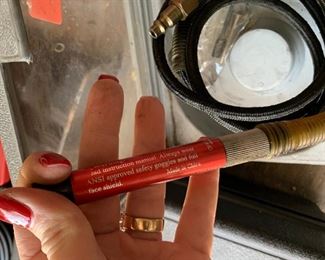 and instruction manual. Always wear
ANSI approved safety goggles and full
face shield.
Made in China